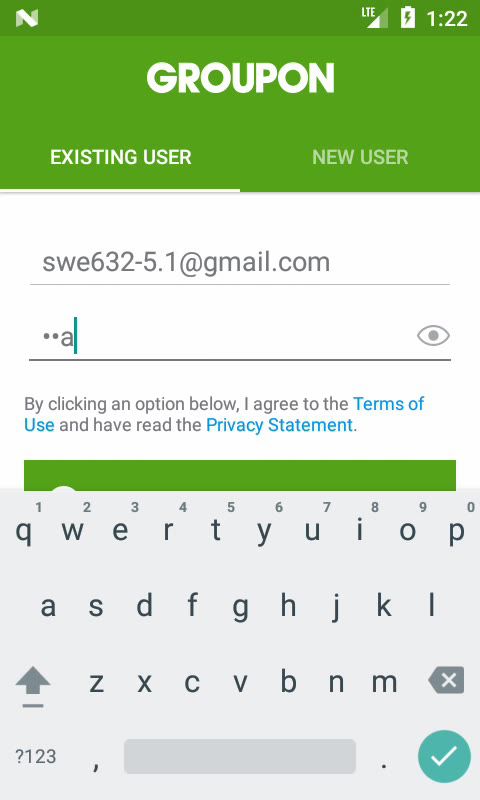 LTE 1:22
GROUPON
EXISTING USER NEW USER
swe632-5.1@gmail.com
••a
By clicking an option below, I agree to the Terms of
Use and have read the Privacy Statement.
1 2 3 4 5 6 7 8 9 0
q w e r t y u i o p
a s d f g h j k l
z x c v b n m
?123 , .